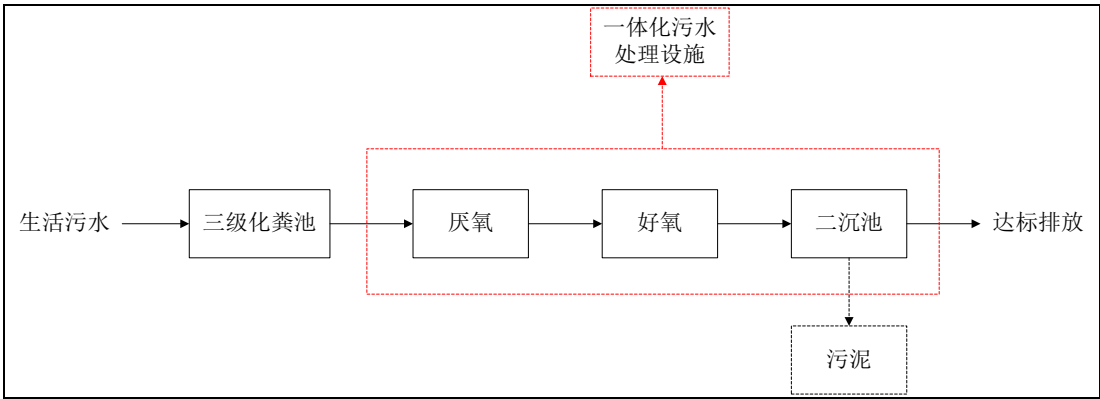 一体化污水
处理设施
生活污水
三级化粪池
厌氧
好氧
二沉池
达标排放
污泥